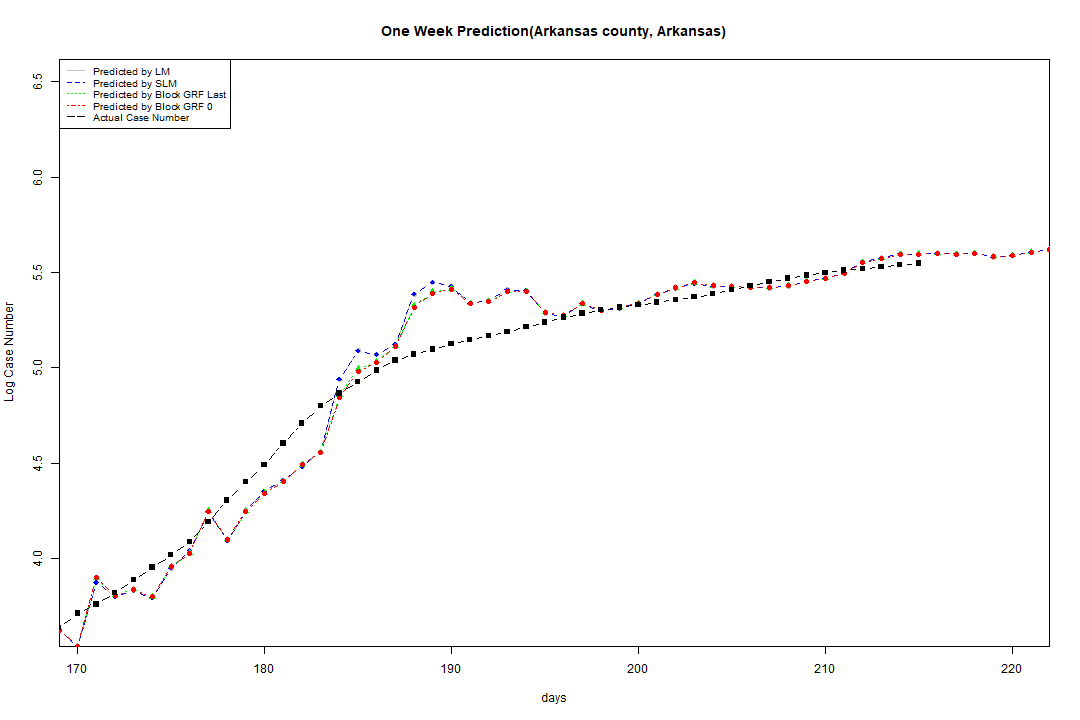 One Week Prediction(Arkansas county, Arkansas)
Predicted by LM
Predicted by SLM
Predicted by Block GRF Last
Predicted by Block GRF 0
Actual Case Number
Log Case Number
6.5
6.0
5.5
5.0
4.5
4.0
170 180 190 200 210 220
days